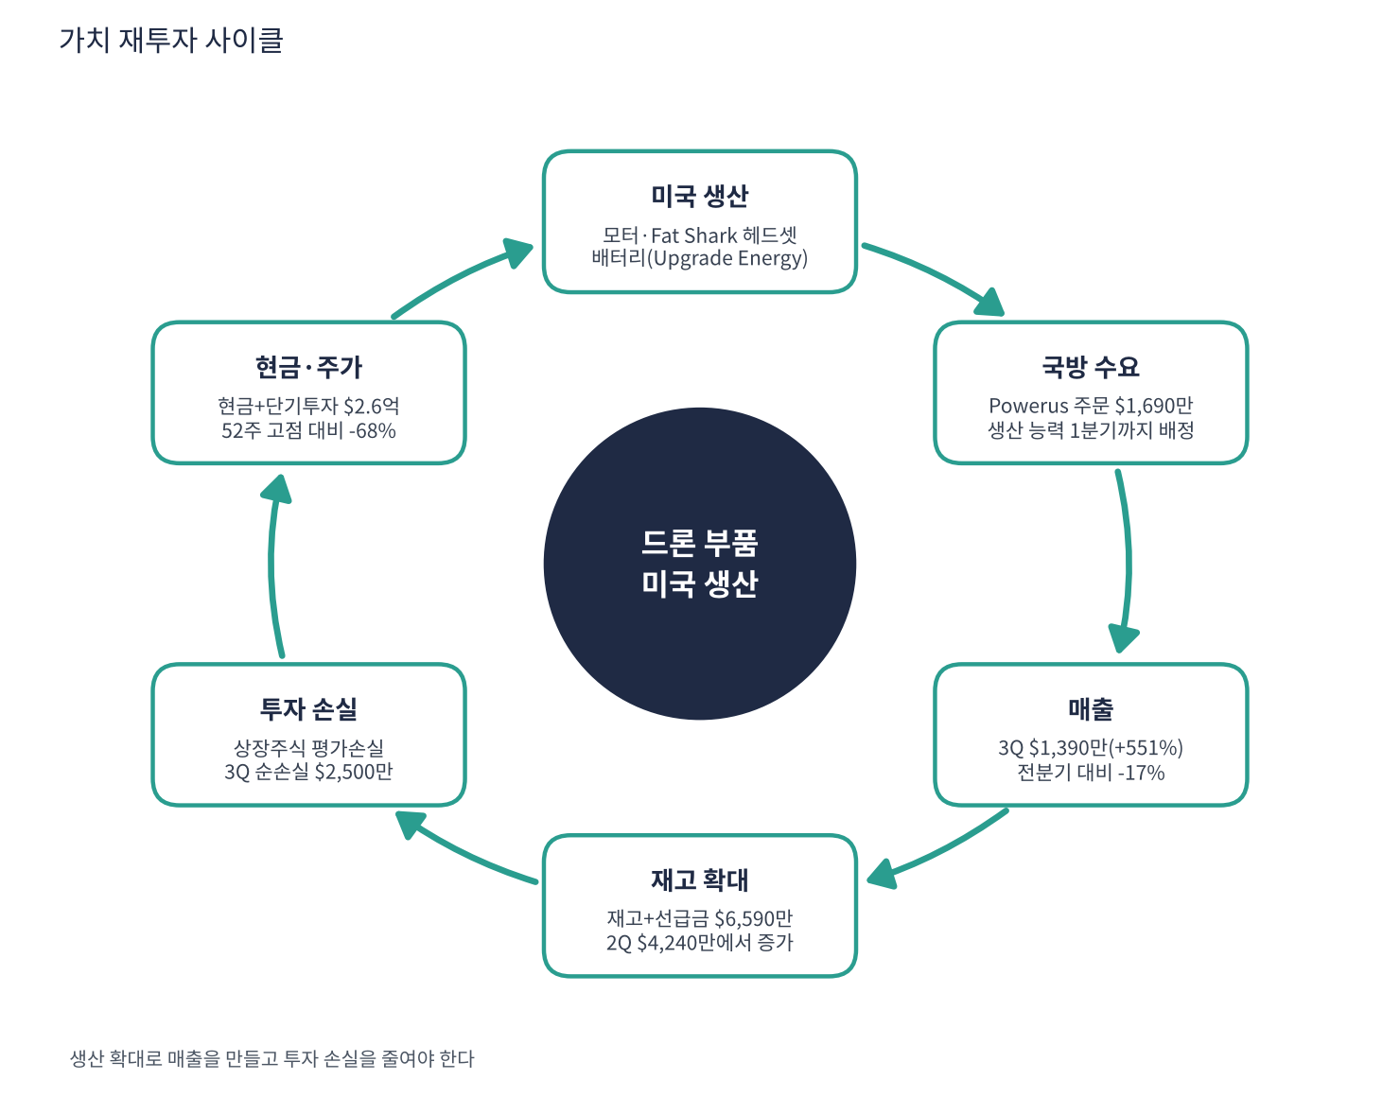 가치 재투자 사이클
미국 생산
모터·Fat Shark 헤드셋
배터리(Upgrade Energy)
국방 수요
Powerus 주문 $1,690만
생산 능력 1분기까지 배정
매출
3Q $1,390만(+551%)
전분기 대비 -17%
재고 확대
재고+선급금 $6,590만
2Q $4,240만에서 증가
투자 손실
상장주식 평가손실
3Q 순손실 $2,500만
현금·주가
현금+단기투자 $2.6억
52주 고점 대비 -68%
드론 부품
미국 생산
생산 확대로 매출을 만들고 투자 손실을 줄여야 한다